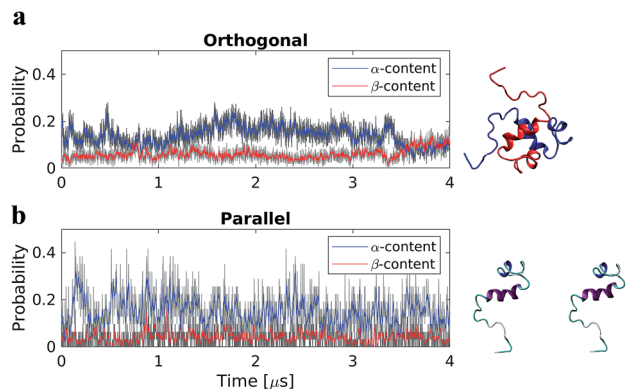 a
Orthogonal
Probability
0.4
0.2
0
α-content
β-content
0 1 2 3 4
b
Parallel
Probability
0.4
0.2
0
α-content
β-content
0 1 2 3 4
Time [μs]